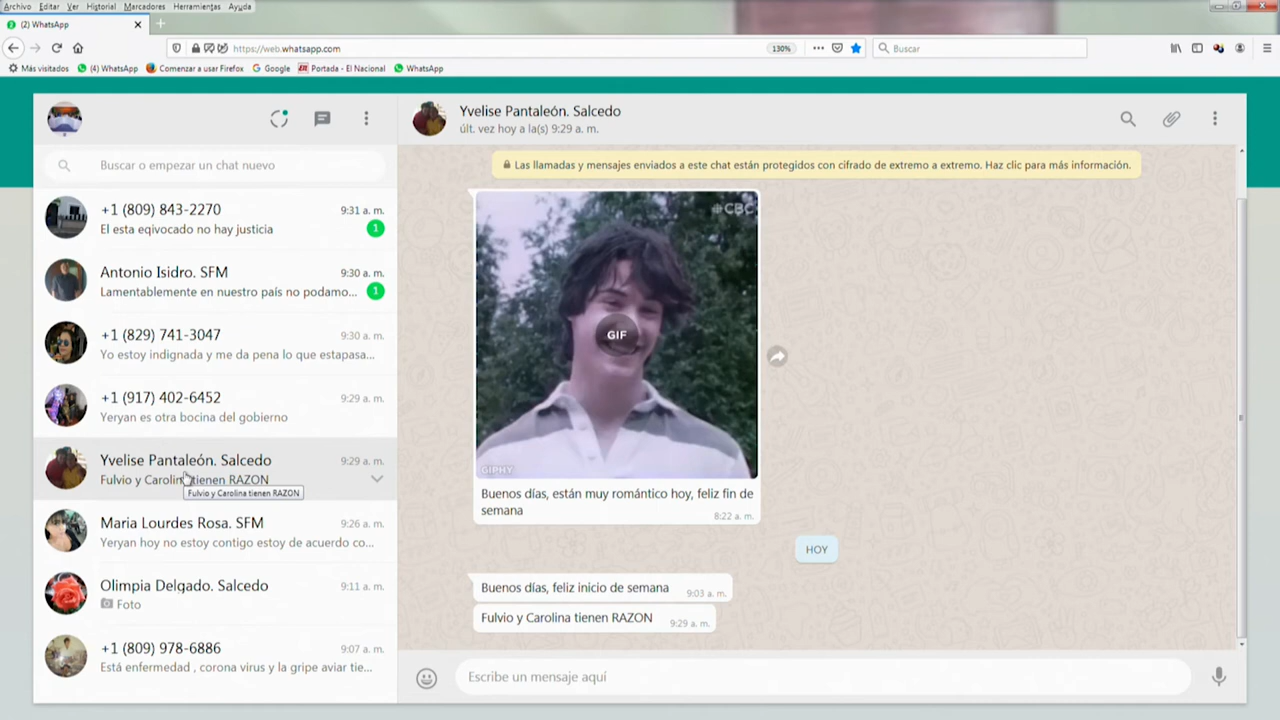 Archivo Editar Ver Historial Marcadores Herramientas Ayuda
(2) WhatsApp
https://web.whatsapp.com
130%
Buscar
Más visitados (4) WhatsApp Comenzar a usar Firefox Google Portada - El Nacional WhatsApp
Buscar o empezar un chat nuevo
+1 (809) 843-2270 9:31 a. m.
El esta eqivocado no hay justicia 1
Antonio Isidro. SFM 9:30 a. m.
Lamentablemente en nuestro país no podamo... 1
+1 (829) 741-3047 9:30 a. m.
Yo estoy indignada y me da pena lo que estapasa...
+1 (917) 402-6452 9:29 a. m.
Yeryan es otra bocina del gobierno
Yvelise Pantaleón. Salcedo 9:29 a. m.
Fulvio y Carolina tienen RAZON
Fulvio y Carolina tienen RAZON
Maria Lourdes Rosa. SFM 9:26 a. m.
Yeryan hoy no estoy contigo estoy de acuerdo co...
Olimpia Delgado. Salcedo 9:11 a. m.
Foto
+1 (809) 978-6886 9:07 a. m.
Está enfermedad , corona virus y la gripe aviar tie...
Yvelise Pantaleón. Salcedo
últ. vez hoy a la(s) 9:29 a. m.
Las llamadas y mensajes enviados a este chat están protegidos con cifrado de extremo a extremo. Haz clic para más información.
CBC
GIF
GIPHY
Buenos días, están muy romántico hoy, feliz fin de
semana
8:22 a. m.
HOY
Buenos días, feliz inicio de semana 9:03 a. m.
Fulvio y Carolina tienen RAZON 9:29 a. m.
Escribe un mensaje aquí